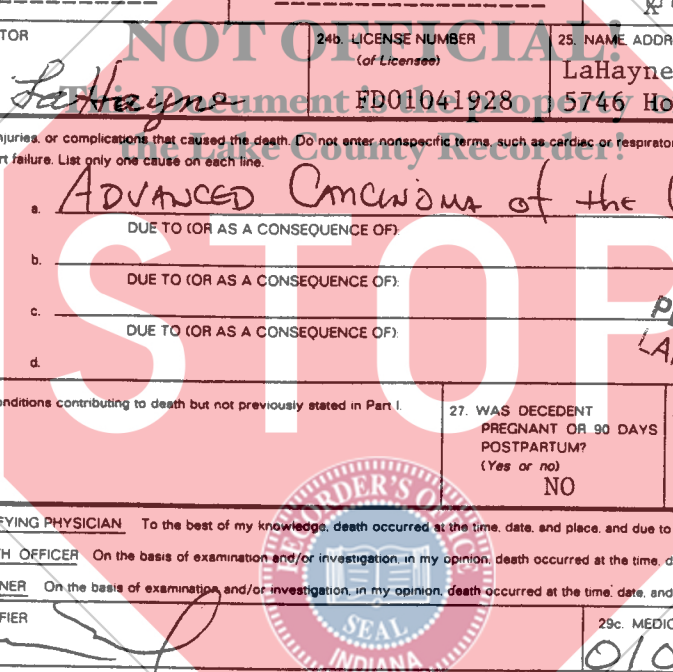 NOT OFFICIAL!
This Document is the property o
the Lake County Recorder!
STOP
TOR
24b. LICENSE NUMBER
(of Licensee)
25. NAME ADDR
LaHayne
LaHayne
FD01041928
5746 Ho
njuries, or complications that caused the death. Do not enter nonspecific terms, such as cardiac or respirator
rt failure. List only one cause on each line.
a. ADVANCED CARCINOMA of the
DUE TO (OR AS A CONSEQUENCE OF):
b.
DUE TO (OR AS A CONSEQUENCE OF):
c.
DUE TO (OR AS A CONSEQUENCE OF):
d.
LA
onditions contributing to death but not previously stated in Part I.
27. WAS DECEDENT
PREGNANT OR 90 DAYS
POSTPARTUM?
(Yes or no)
NO
FYING PHYSICIAN To the best of my knowledge, death occurred at the time, date, and place, and due to
H OFFICER On the basis of examination and/or investigation, in my opinion, death occurred at the time, d
NER On the basis of examination and/or investigation, in my opinion, death occurred at the time, date, and
FIER
29c. MEDIC
010
RECORDER'S OFFICE
SEAL
INDIANA